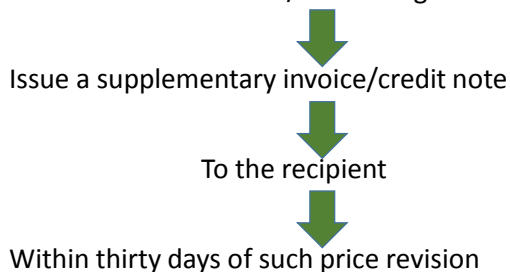 Issue a supplementary invoice/credit note
To the recipient
Within thirty days of such price revision